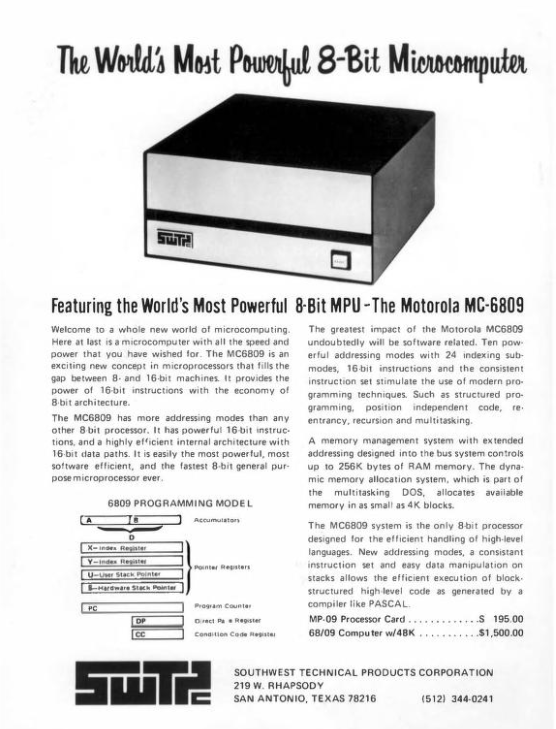 The World's Most Powerful 8-Bit Microcomputer
SWTPC
Featuring the World's Most Powerful 8-Bit MPU - The Motorola MC-6809
Welcome to a whole new world of microcomputing.
Here at last is a microcomputer with all the speed and
power that you have wished for. The MC6809 is an
exciting new concept in microprocessors that fills the
gap between 8- and 16-bit machines. It provides the
power of 16-bit instructions with the economy of
8-bit architecture.
The MC6809 has more addressing modes than any
other 8-bit processor. It has powerful 16-bit instruc-
tions, and a highly efficient internal architecture with
16-bit data paths. It is easily the most powerful, most
software efficient, and the fastest 8-bit general pur-
pose microprocessor ever.
6809 PROGRAMMING MODEL
A B Accumulators
D
X-Index Register
Y-Index Register
U-User Stack Pointer
S-Hardware Stack Pointer
Pointer Registers
PC Program Counter
DP Direct Pa e Register
CC Condition Code Register
The greatest impact of the Motorola MC6809
undoubtedly will be software related. Ten pow-
erful addressing modes with 24 indexing sub-
modes, 16-bit instructions and the consistent
instruction set stimulate the use of modern pro-
gramming techniques. Such as structured pro-
gramming, position independent code, re-
entrancy, recursion and multitasking.
A memory management system with extended
addressing designed into the bus system controls
up to 256K bytes of RAM memory. The dyna-
mic memory allocation system, which is part of
the multitasking DOS, allocates available
memory in as small as 4K blocks.
The MC6809 system is the only 8-bit processor
designed for the efficient handling of high-level
languages. New addressing modes, a consistant
instruction set and easy data manipulation on
stacks allows the efficient execution of block-
structured high-level code as generated by a
compiler like PASCAL.
MP-09 Processor Card . . . . . . . . . . . . .$ 195.00
68/09 Computer w/48K . . . . . . . . . . .$1,500.00
SWTPC
SOUTHWEST TECHNICAL PRODUCTS CORPORATION
219 W. RHAPSODY
SAN ANTONIO, TEXAS 78216 (512) 344-0241